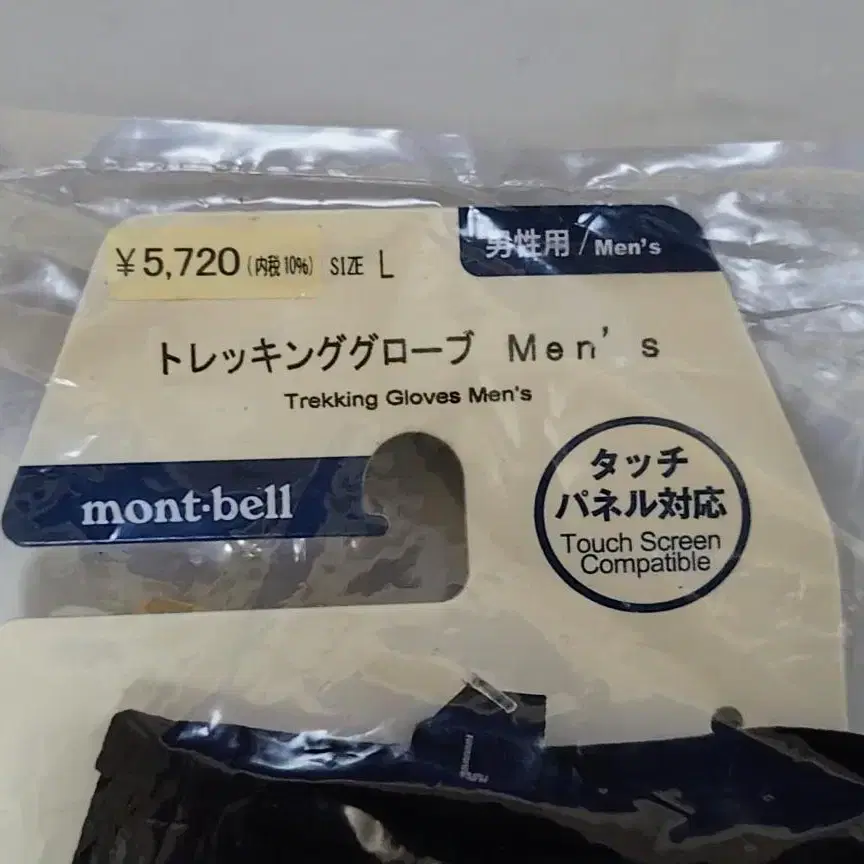 ¥5,720(内税10%) SIZE L
男性用 / Men's
トレッキンググローブ Men's
Trekking Gloves Men's
mont·bell
タッチ
パネル対応
Touch Screen
Compatible